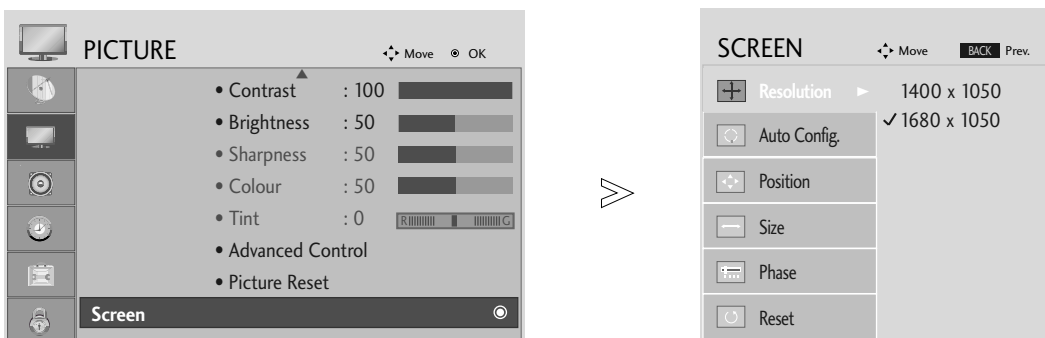 PICTURE Move OK
• Contrast : 100
• Brightness : 50
• Sharpness : 50
• Colour : 50
• Tint : 0 R G
• Advanced Control
• Picture Reset
Screen
SCREEN Move BACK Prev.
Resolution 1400 x 1050
Auto Config. ✓ 1680 x 1050
Position
Size
Phase
Reset